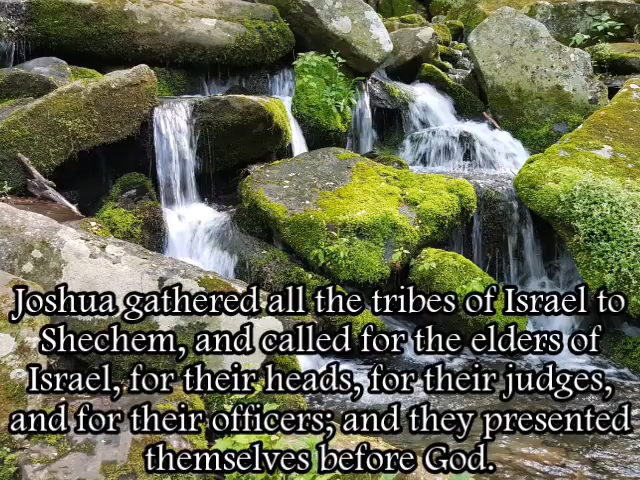 Joshua gathered all the tribes of Israel to
Shechem, and called for the elders of
Israel, for their heads, for their judges,
and for their officers; and they presented
themselves before God.